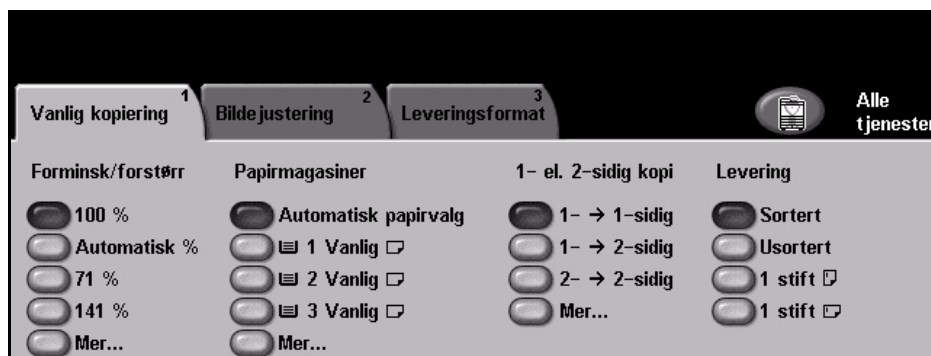 Vanlig kopiering 1
Bildejustering 2
Leveringsformat 3
Alle
tjenester
Forminsk/forstørr
100 %
Automatisk %
71 %
141 %
Mer...
Papirmagasiner
Automatisk papirvalg
1 Vanlig
2 Vanlig
3 Vanlig
Mer...
1- el. 2-sidig kopi
1- → 1-sidig
1- → 2-sidig
2- → 2-sidig
Mer...
Levering
Sortert
Usortert
1 stift
1 stift